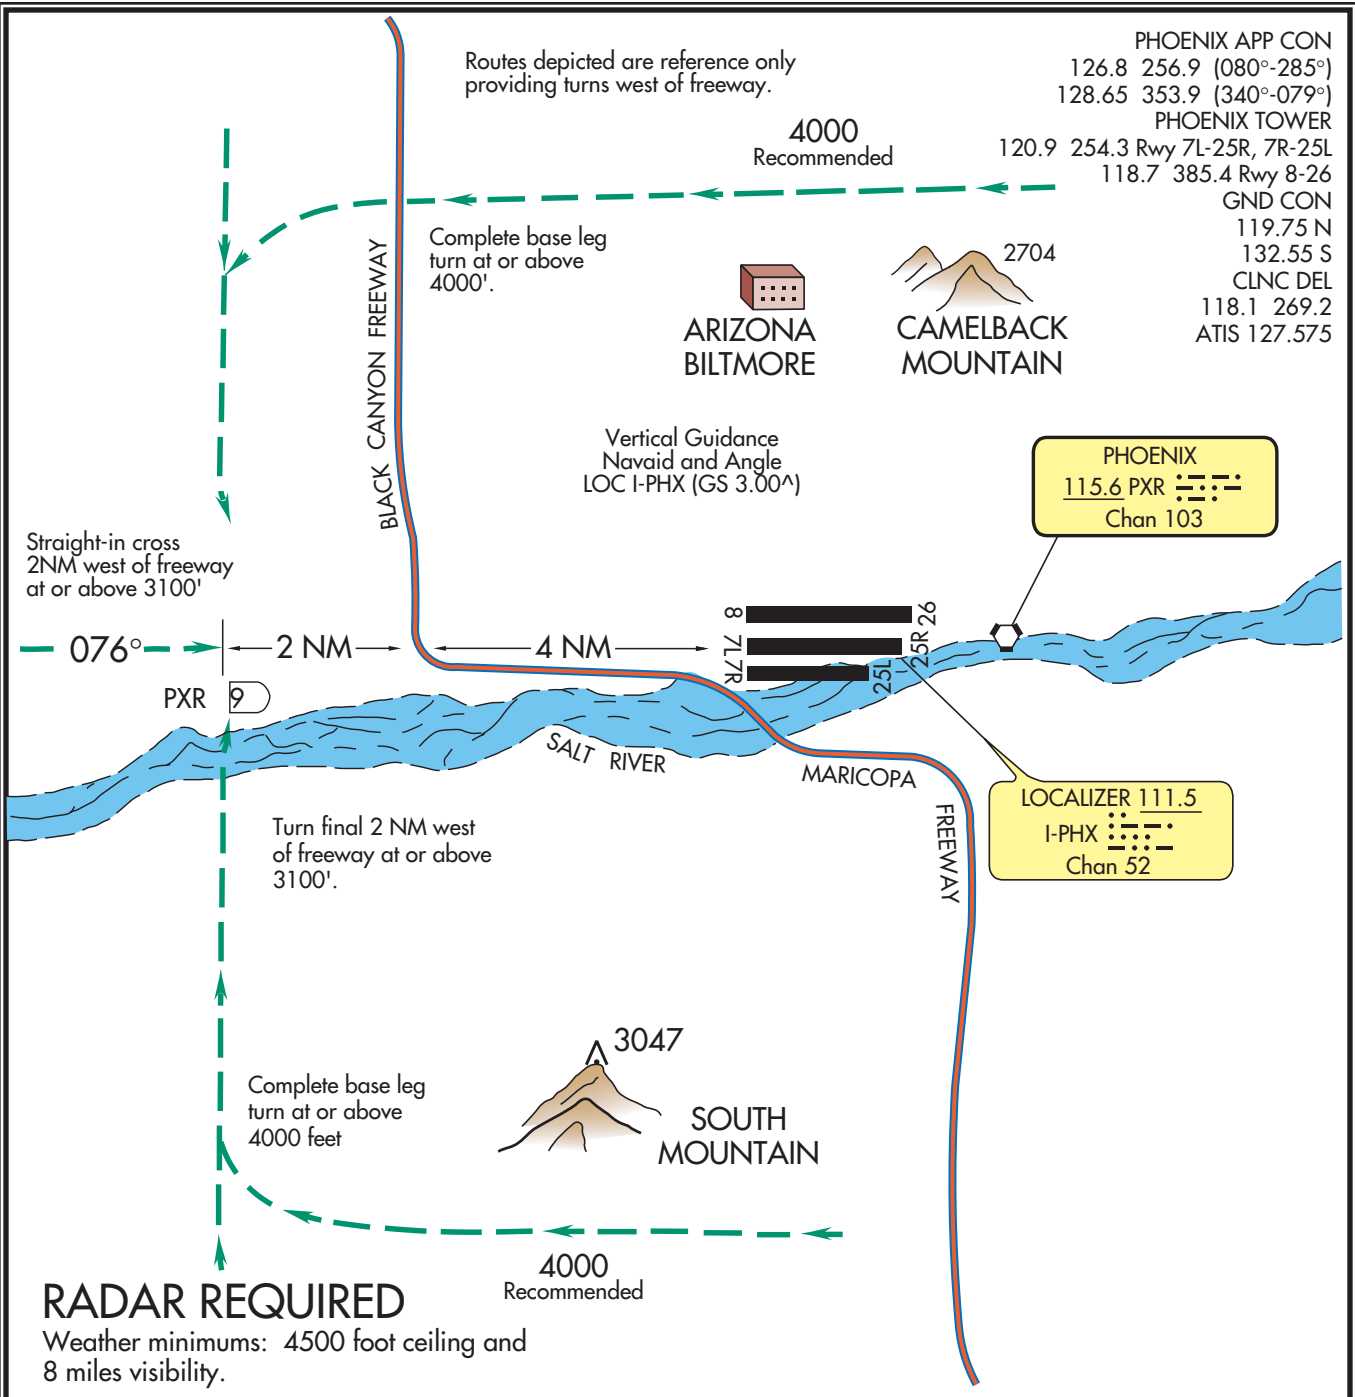 Routes depicted are reference only
providing turns west of freeway.
PHOENIX APP CON
126.8 256.9 (080°-285°)
128.65 353.9 (340°-079°)
PHOENIX TOWER
120.9 254.3 Rwy 7L-25R, 7R-25L
118.7 385.4 Rwy 8-26
GND CON
119.75 N
132.55 S
CLNC DEL
118.1 269.2
ATIS 127.575
4000
Recommended
Complete base leg
turn at or above
4000'.
BLACK CANYON FREEWAY
ARIZONA
BILTMORE
2704
CAMELBACK
MOUNTAIN
Vertical Guidance
Navaid and Angle
LOC I-PHX (GS 3.00^)
PHOENIX
115.6 PXR
Chan 103
Straight-in cross
2NM west of freeway
at or above 3100'
076°
2 NM
4 NM
8
26
7L
25R
7R
25L
PXR 9
SALT RIVER
MARICOPA
FREEWAY
LOCALIZER 111.5
I-PHX
Chan 52
Turn final 2 NM west
of freeway at or above
3100'.
3047
SOUTH
MOUNTAIN
Complete base leg
turn at or above
4000 feet
4000
Recommended
RADAR REQUIRED
Weather minimums: 4500 foot ceiling and
8 miles visibility.